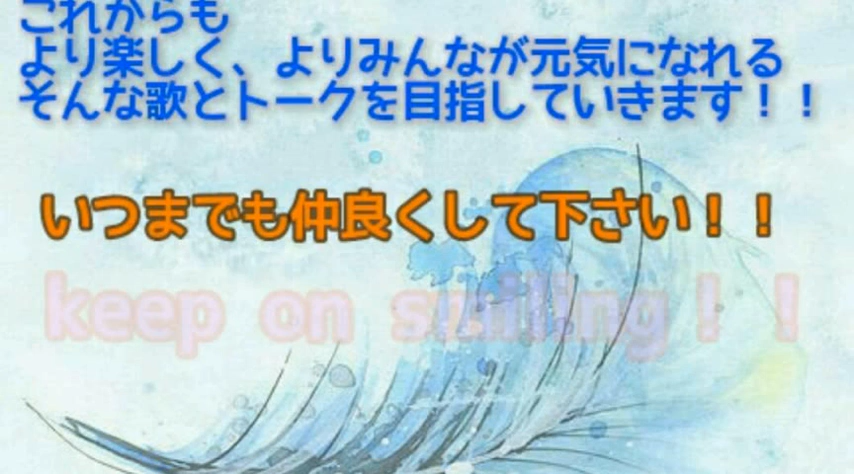 これからも
より楽しく、よりみんなが元気になれる
そんな歌とトークを目指していきます！！
いつまでも仲良くして下さい！！
keep on smiling！！